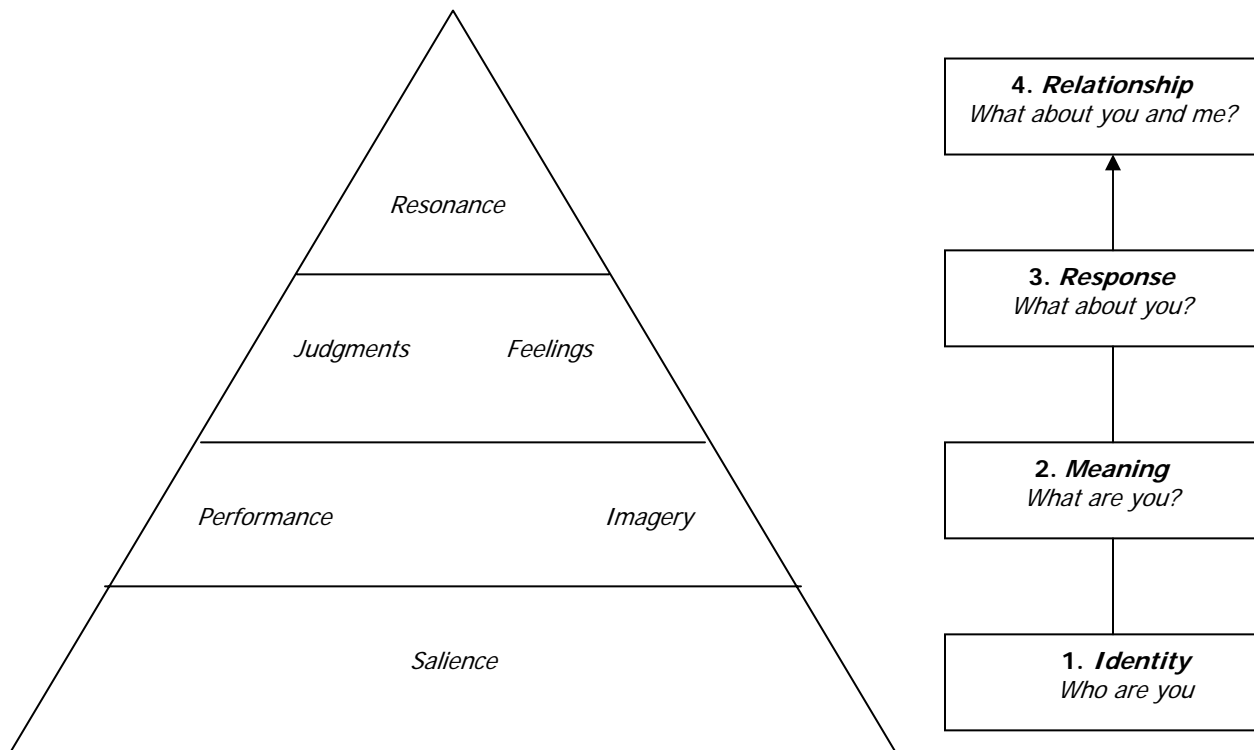 Resonance
Judgments Feelings
Performance Imagery
Salience
4. Relationship
What about you and me?
3. Response
What about you?
2. Meaning
What are you?
1. Identity
Who are you